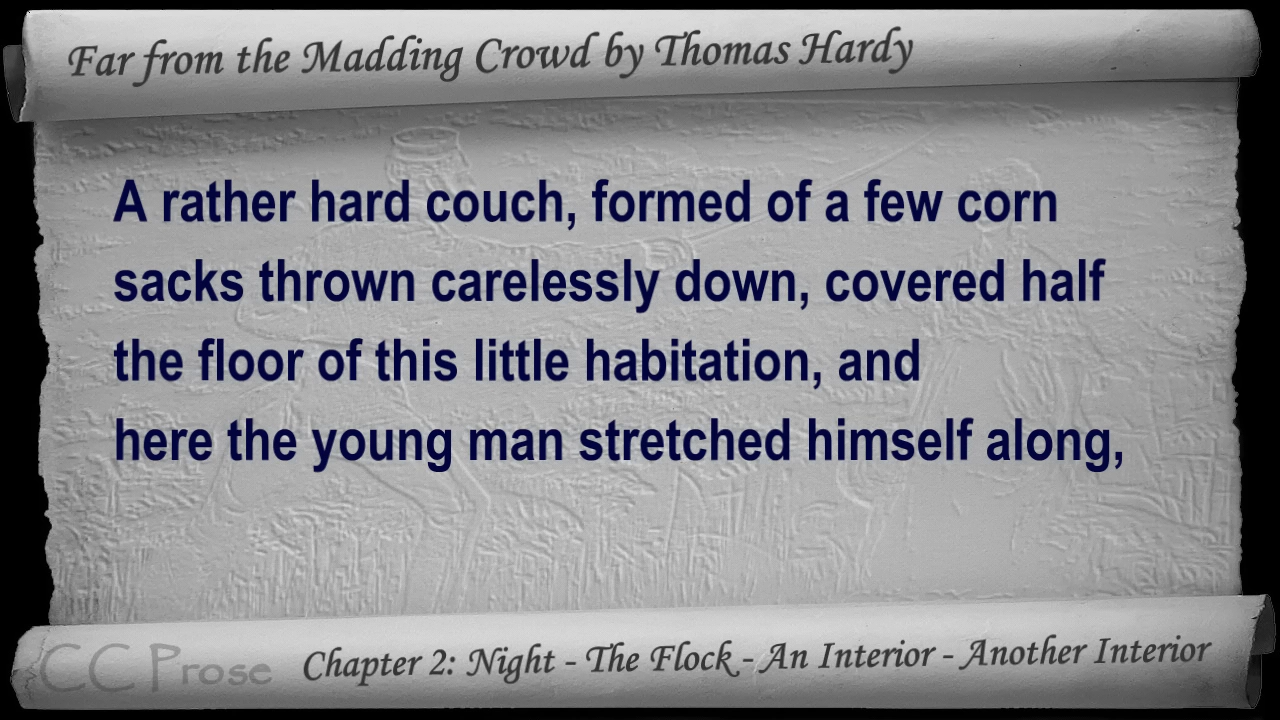 Far from the Madding Crowd by Thomas Hardy
A rather hard couch, formed of a few corn
sacks thrown carelessly down, covered half
the floor of this little habitation, and
here the young man stretched himself along,
CC Prose
Chapter 2: Night - The Flock - An Interior - Another Interior